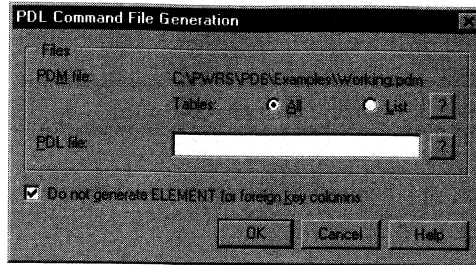 PDL Command File Generation
Files
PDM file: C:\PWRS\PD6\Examples\Working.pdm
Tables: All List ?
PDL file: ?
Do not generate ELEMENT for foreign key columns
OK Cancel Help